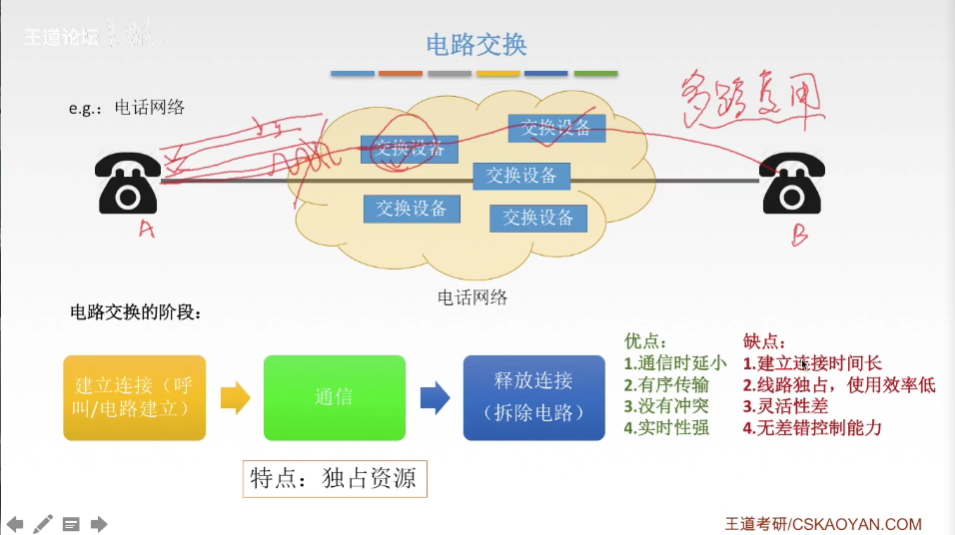 王道论坛
电路交换
e.g.：电话网络
多路复用
交换设备
交换设备
交换设备
交换设备
交换设备
A
B
电话网络
电路交换的阶段：
建立连接（呼
叫/电路建立）
通信
释放连接
（拆除电路）
优点：
1.通信时延小
2.有序传输
3.没有冲突
4.实时性强
缺点：
1.建立连接时间长
2.线路独占，使用效率低
3.灵活性差
4.无差错控制能力
特点：独占资源
王道考研/CSKAOYAN.COM